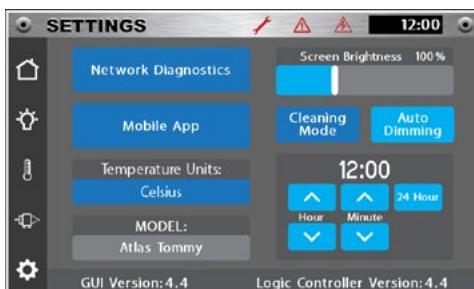 SETTINGS
12:00
Network Diagnostics
Screen Brightness 100%
Mobile App
Cleaning
Mode
Auto
Dimming
Temperature Units:
Celsius
12:00
24 Hour
Hour
Minute
MODEL:
Atlas Tommy
GUI Version:4.4
Logic Controller Version:4.4